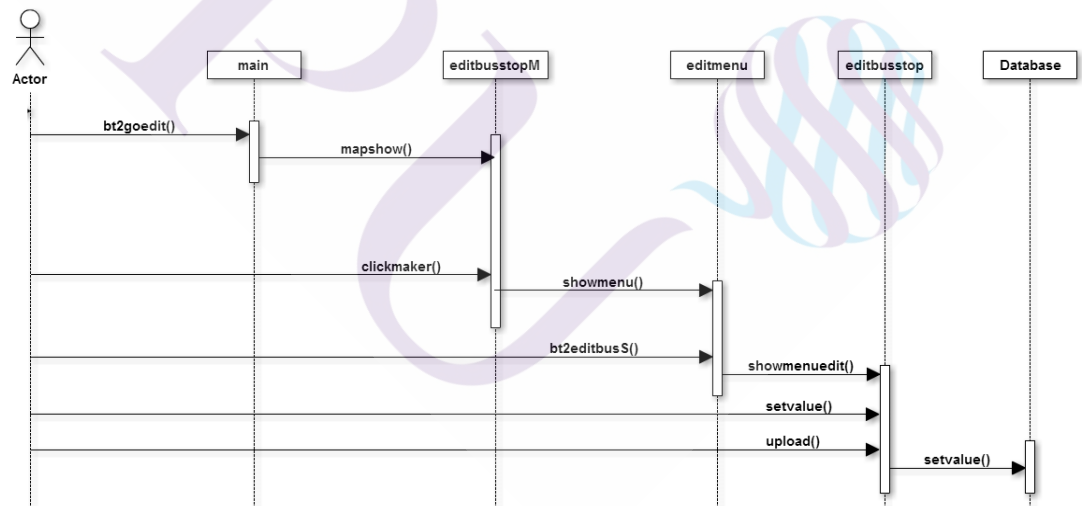 Actor
main
editbusstopM
editmenu
editbusstop
Database
bt2goedit()
mapshow()
clickmaker()
showmenu()
bt2editbusS()
showmenuedit()
setvalue()
upload()
setvalue()